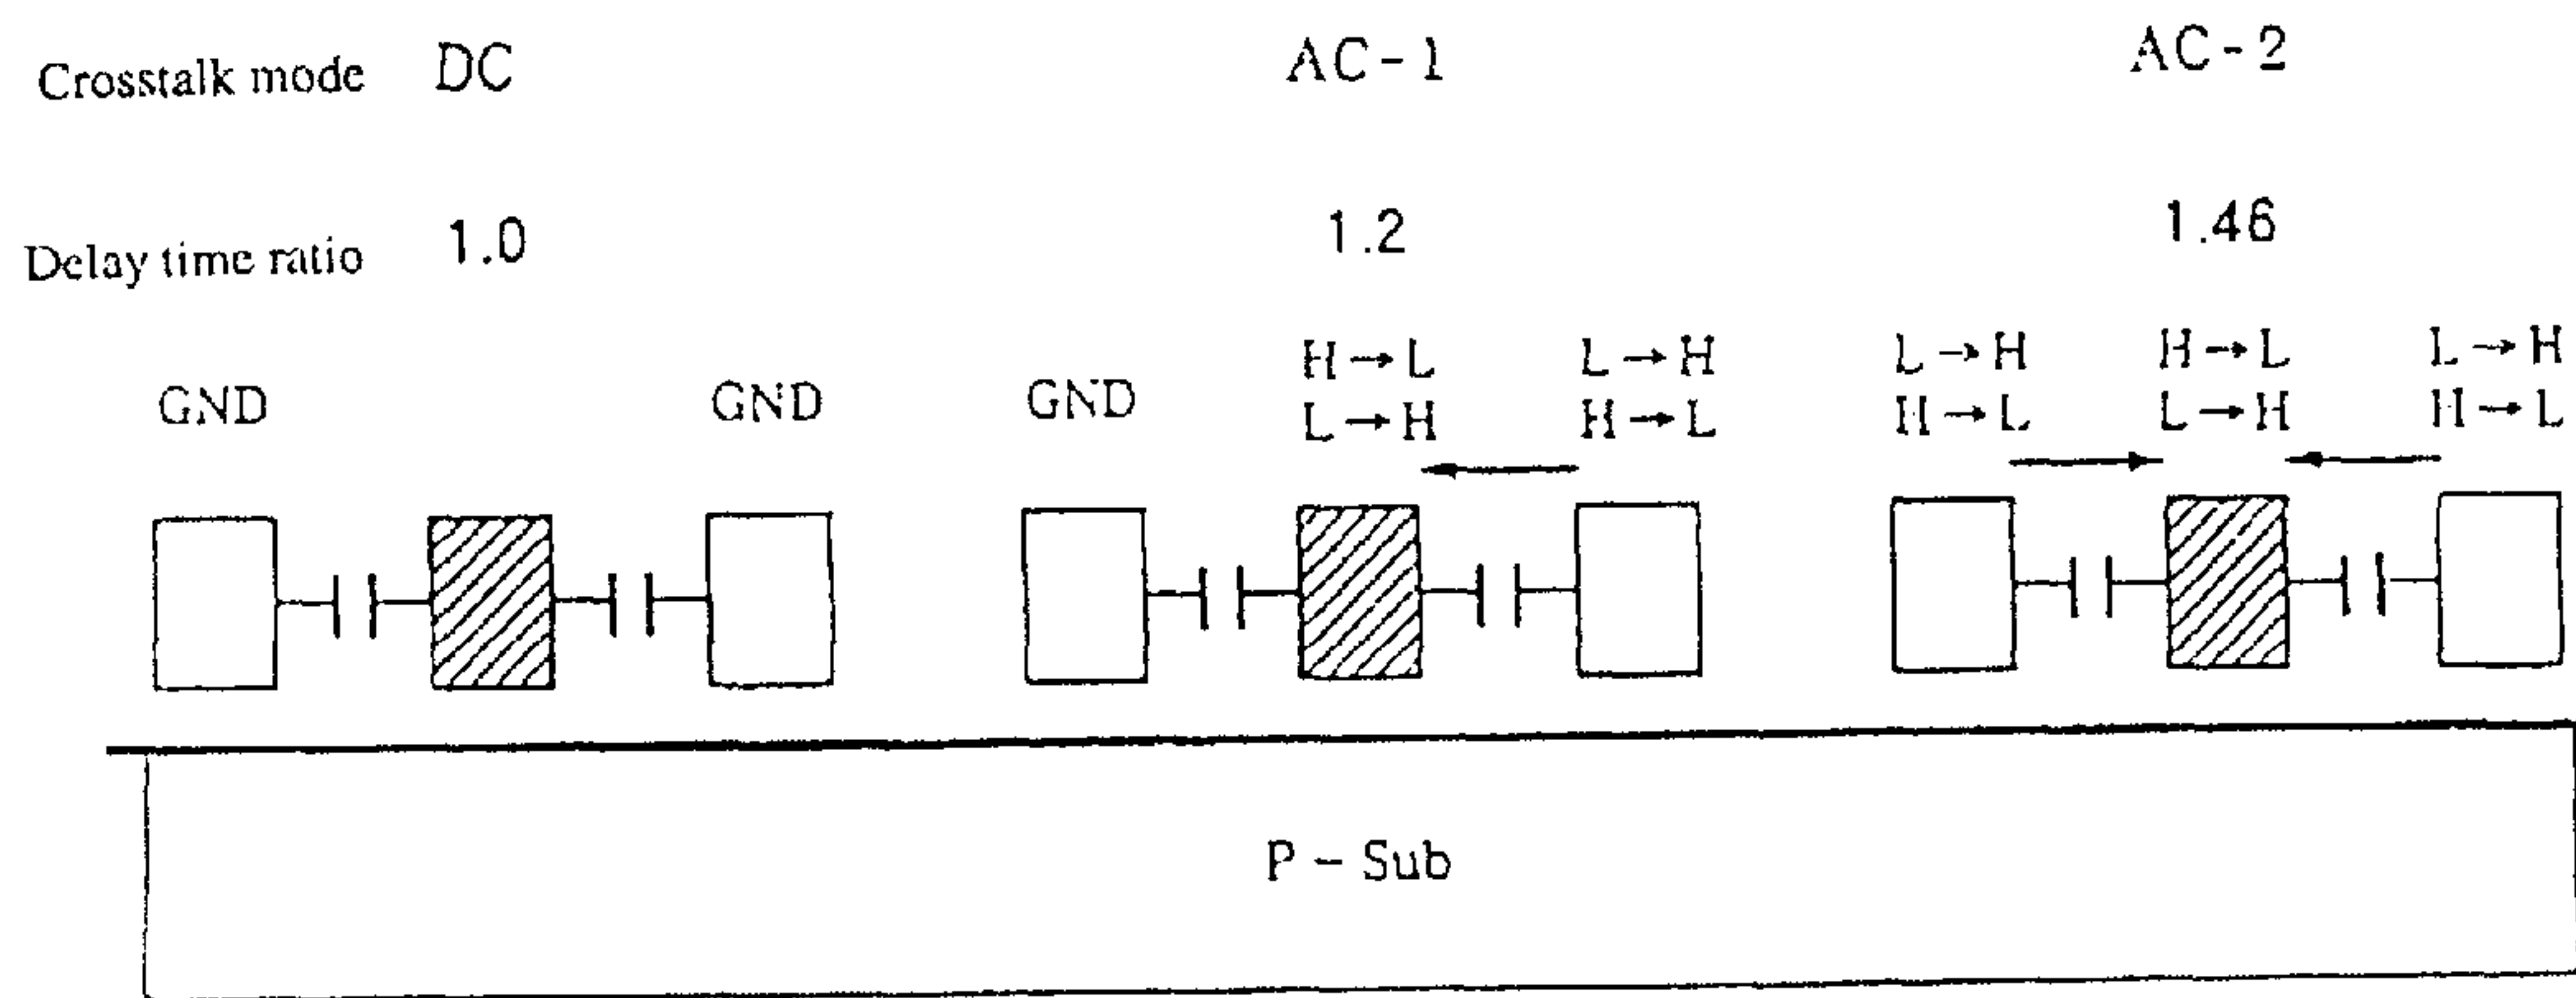 Crosstalk mode DC AC-1 AC-2
Delay time ratio 1.0 1.2 1.46
H→L L→H L→H H→L L→H
GND GND GND L→H H→L H→L L→H H→L
P - Sub